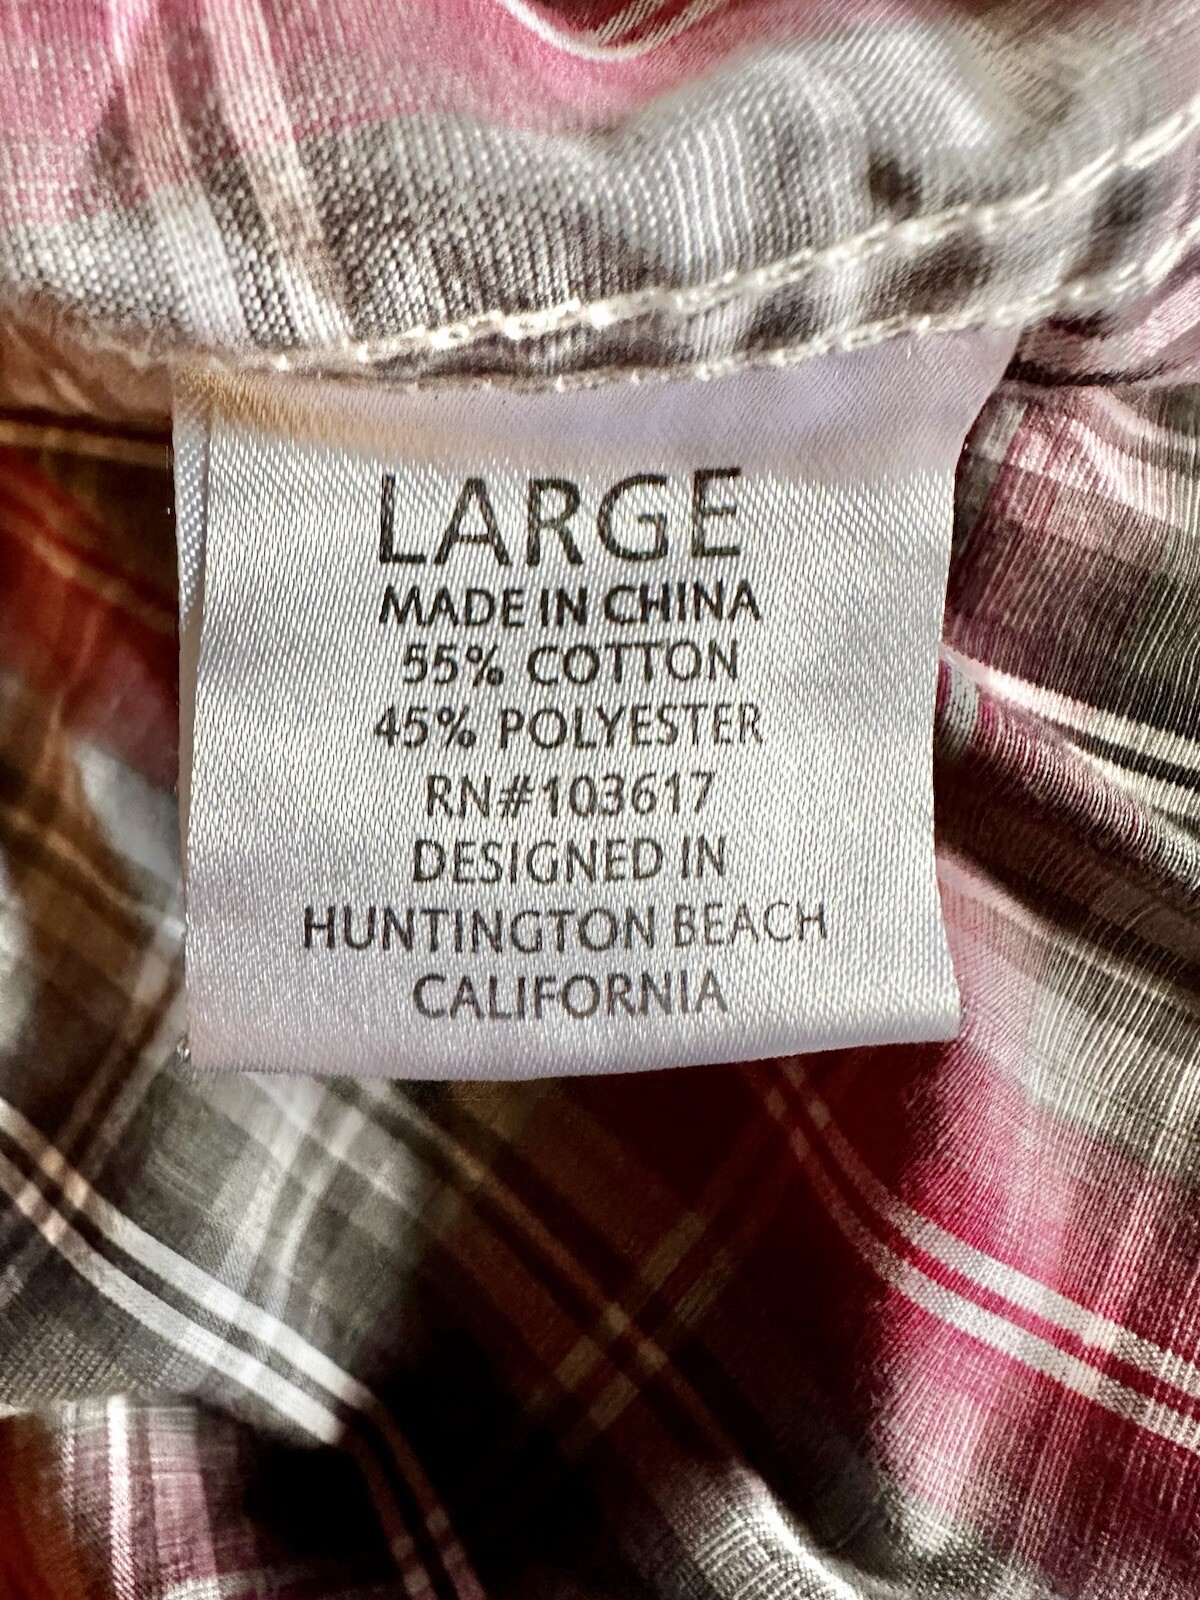 LARGE
MADE IN CHINA
55% COTTON
45% POLYESTER
RN#103617
DESIGNED IN
HUNTINGTON BEACH
CALIFORNIA